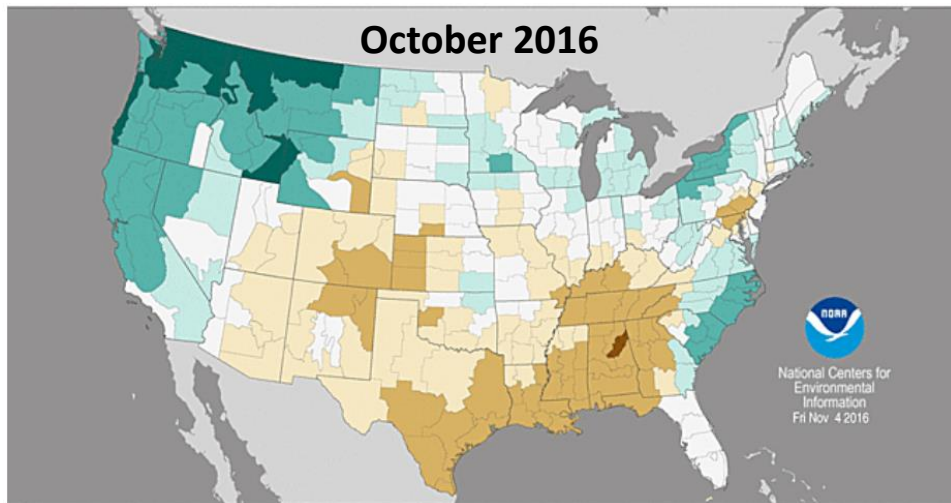 October 2016
NOAA
National Centers for
Environmental
Information
Fri Nov 4 2016